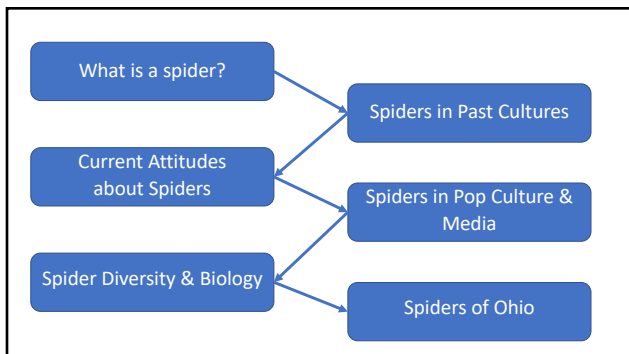 What is a spider?
Spiders in Past Cultures
Current Attitudes
about Spiders
Spiders in Pop Culture &
Media
Spider Diversity & Biology
Spiders of Ohio